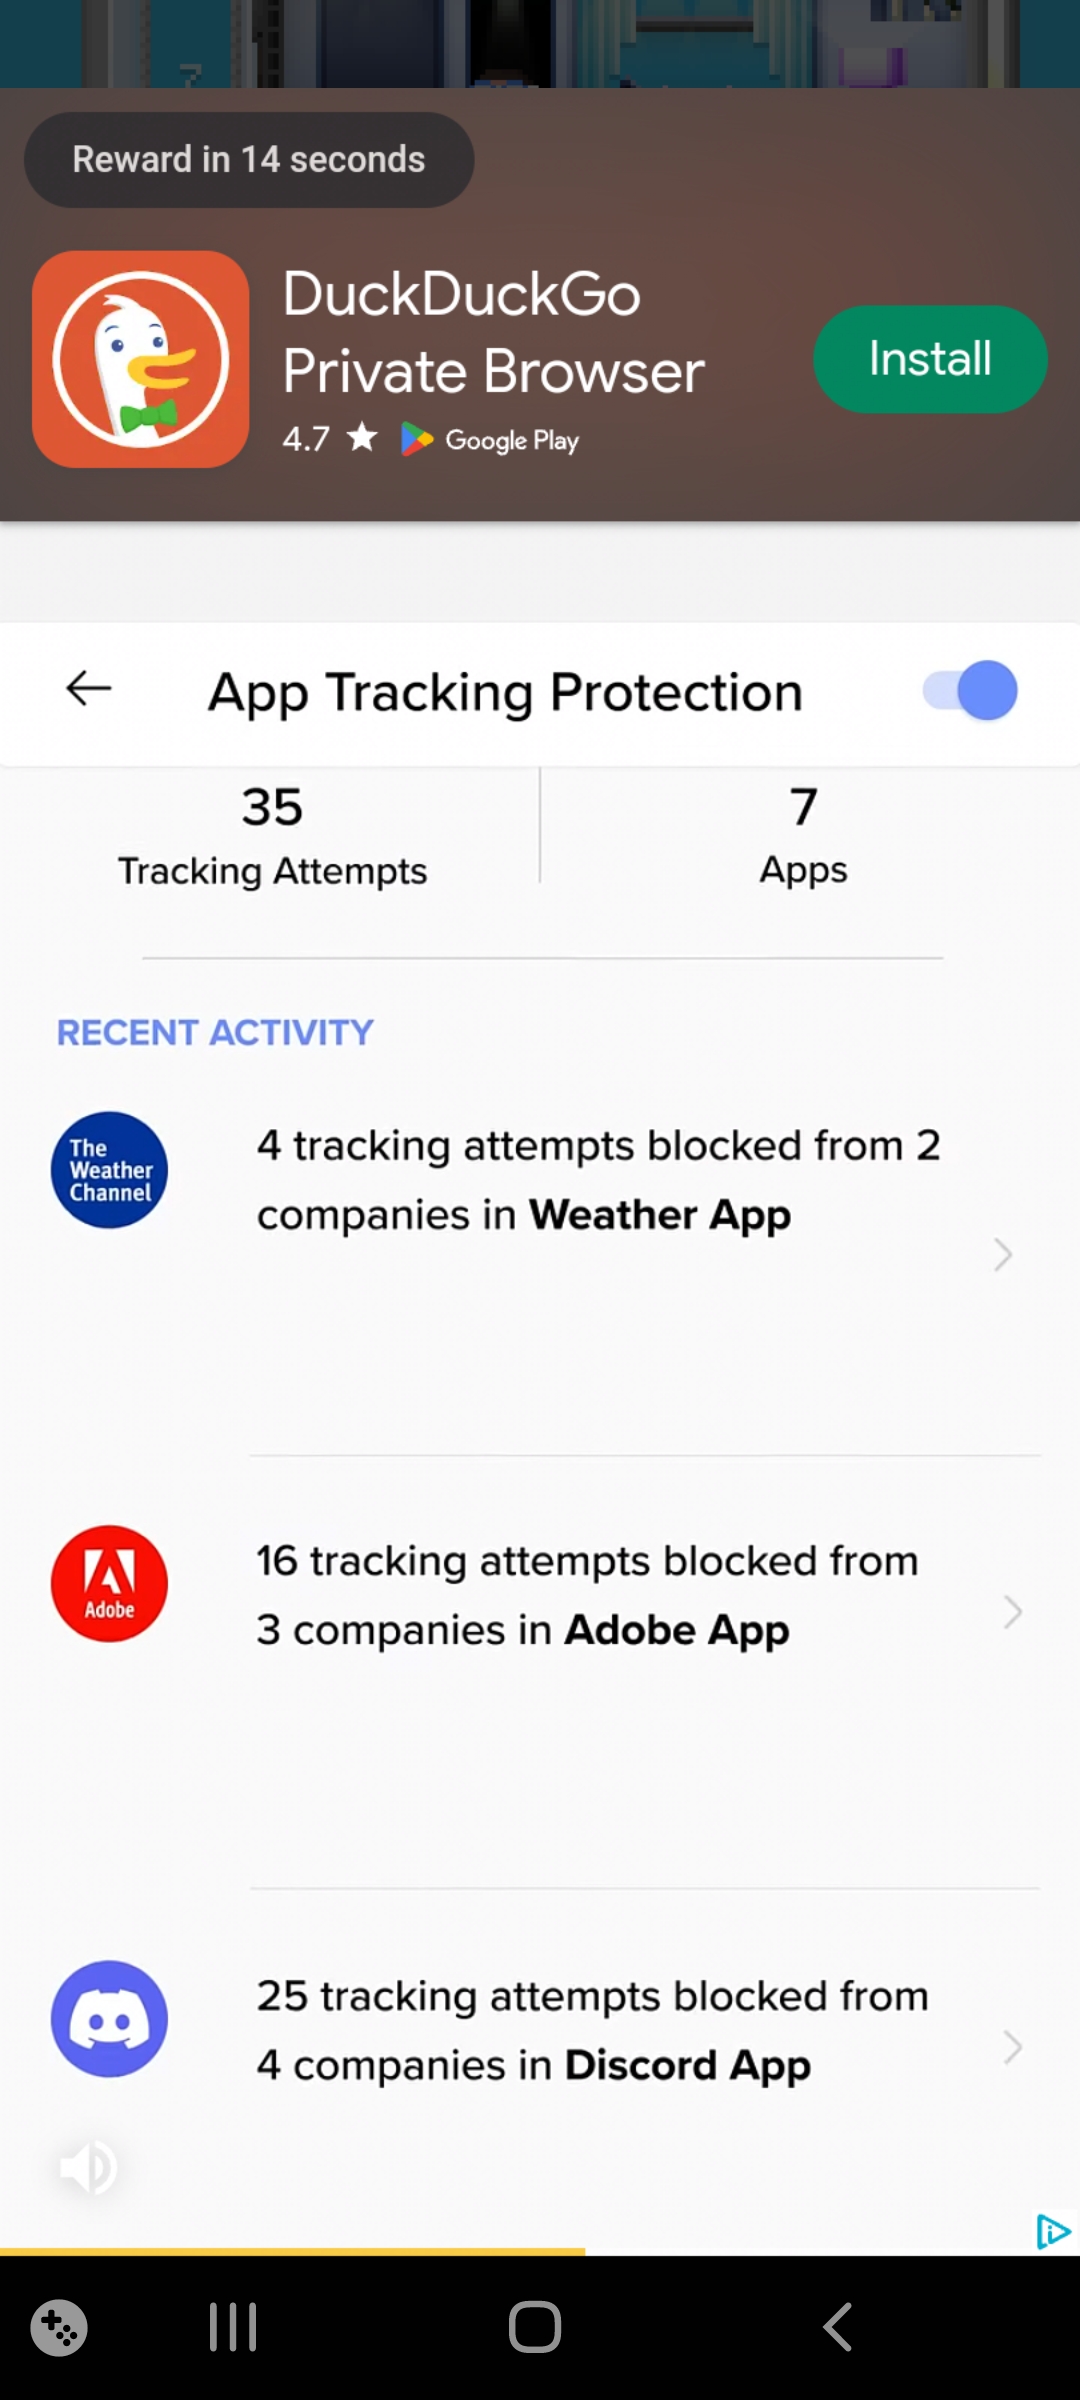 Reward in 14 seconds
DuckDuckGo
Private Browser
Install
4.7 ★ Google Play
App Tracking Protection
35
Tracking Attempts
7
Apps
RECENT ACTIVITY
The
Weather
Channel
4 tracking attempts blocked from 2
companies in Weather App
Adobe
16 tracking attempts blocked from
3 companies in Adobe App
25 tracking attempts blocked from
4 companies in Discord App